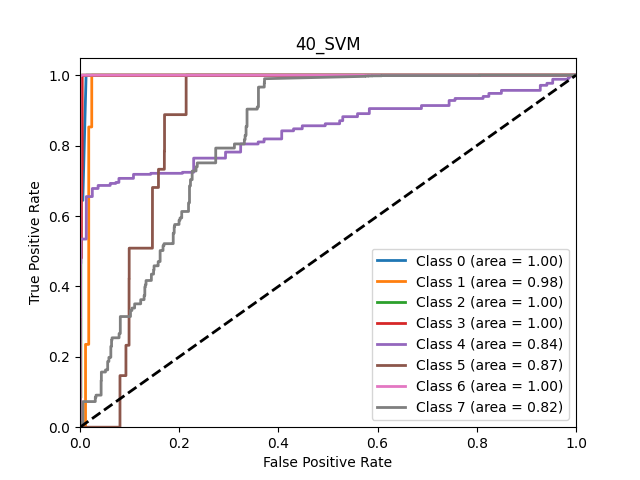 40_SVM
True Positive Rate
1.0
0.8
0.6
0.4
0.2
0.0
Class 0 (area = 1.00)
Class 1 (area = 0.98)
Class 2 (area = 1.00)
Class 3 (area = 1.00)
Class 4 (area = 0.84)
Class 5 (area = 0.87)
Class 6 (area = 1.00)
Class 7 (area = 0.82)
0.0 0.2 0.4 0.6 0.8 1.0
False Positive Rate